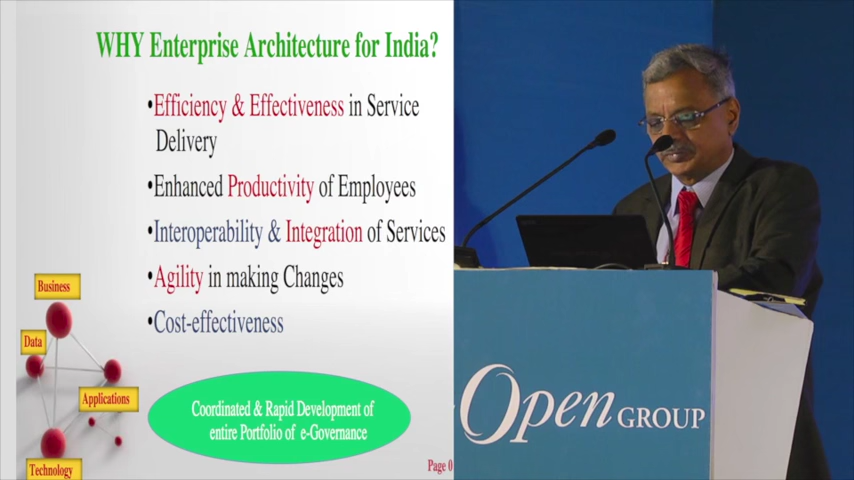 WHY Enterprise Architecture for India?
•Efficiency & Effectiveness in Service
Delivery
•Enhanced Productivity of Employees
•Interoperability & Integration of Services
•Agility in making Changes
•Cost-effectiveness
Business
Data
Applications
Technology
Coordinated & Rapid Development of
entire Portfolio of e-Governance
Page 0
Open GROUP